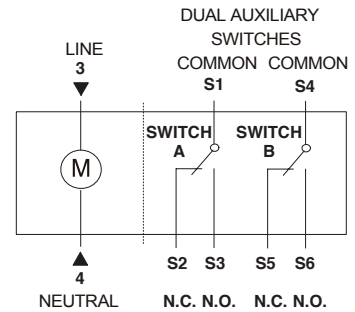 DUAL AUXILIARY
SWITCHES
LINE
3
COMMON COMMON
S1 S4
SWITCH
A
SWITCH
B
M
4
NEUTRAL
S2 S3 S5 S6
N.C. N.O. N.C. N.O.